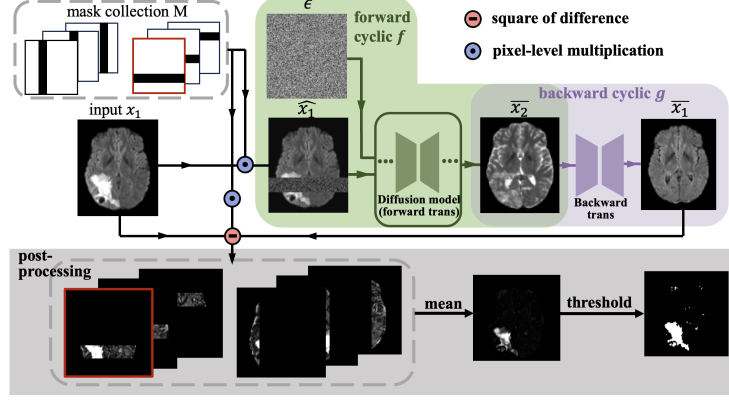 mask collection M
ϵ
forward
cyclic f
square of difference
pixel-level multiplication
input x₁
x̂₁
backward cyclic g
x̅₂
x̅₁
Diffusion model
(forward trans)
Backward
trans
post-
processing
mean
threshold